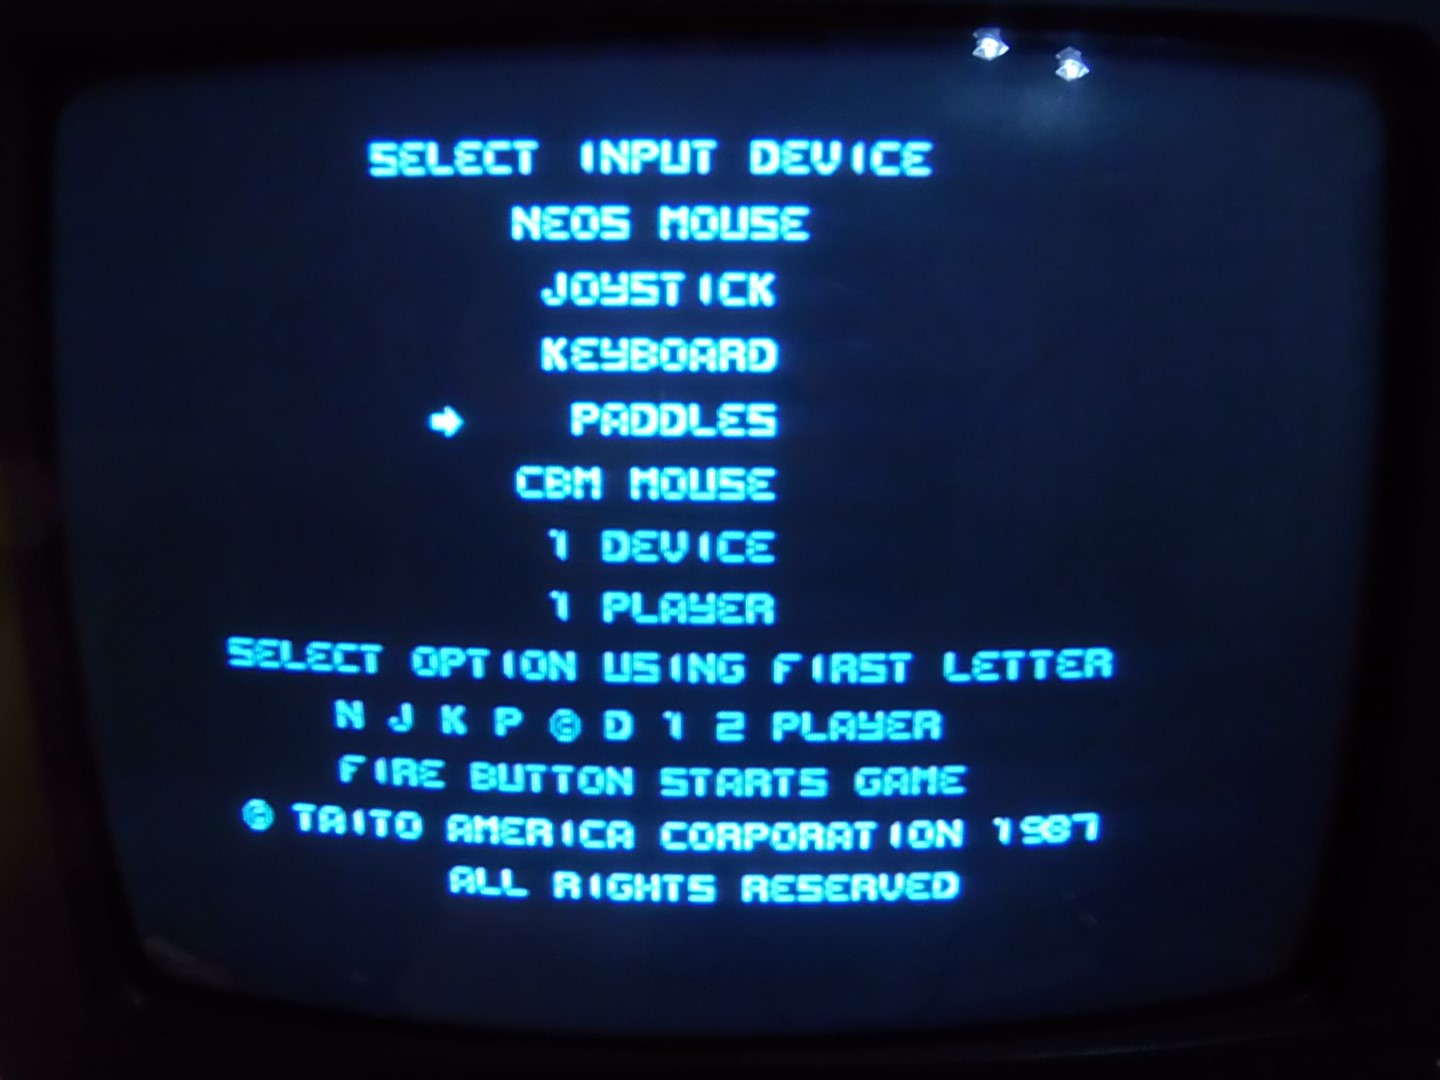 SELECT INPUT DEVICE
NEOS MOUSE
JOYSTICK
KEYBOARD
➡ PADDLES
CBM MOUSE
1 DEVICE
1 PLAYER
SELECT OPTION USING FIRST LETTER
N J K P © D 1 2 PLAYER
FIRE BUTTON STARTS GAME
© TAITO AMERICA CORPORATION 1987
ALL RIGHTS RESERVED